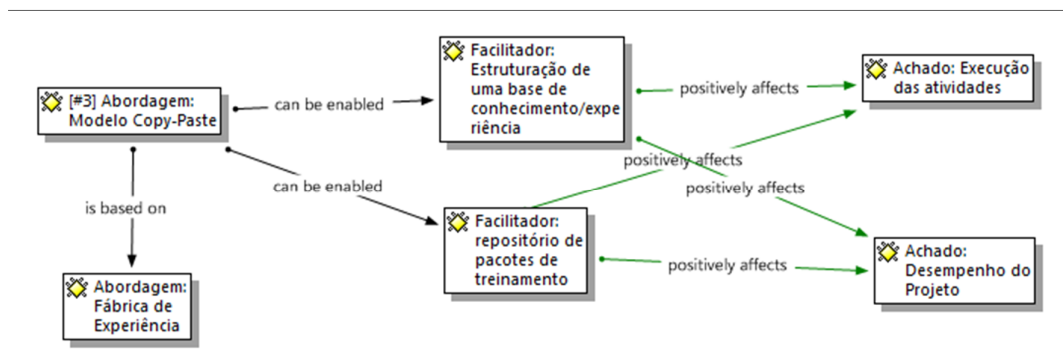 [#3] Abordagem:
Modelo Copy-Paste
can be enabled
Facilitador:
Estruturação de
uma base de
conhecimento/expe
riência
positively affects
Achado: Execução
das atividades
positively affects
positively affects
can be enabled
is based on
Facilitador:
repositório de
pacotes de
treinamento
positively affects
Achado:
Desempenho do
Projeto
Abordagem:
Fábrica de
Experiência